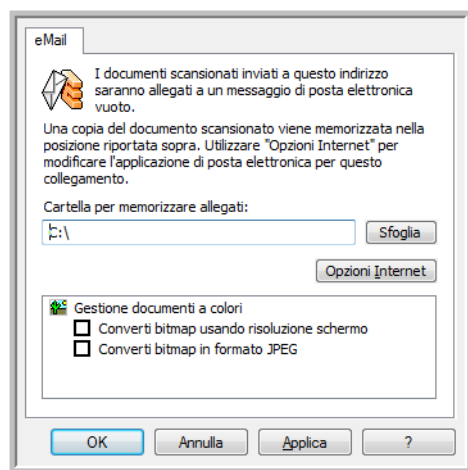 eMail
I documenti scansionati inviati a questo indirizzo
saranno allegati a un messaggio di posta elettronica
vuoto.
Una copia del documento scansionato viene memorizzata nella
posizione riportata sopra. Utilizzare "Opzioni Internet" per
modificare l'applicazione di posta elettronica per questo
collegamento.
Cartella per memorizzare allegati:
C:\
Sfoglia
Opzioni Internet
Gestione documenti a colori
Converti bitmap usando risoluzione schermo
Converti bitmap in formato JPEG
OK Annulla Applica ?